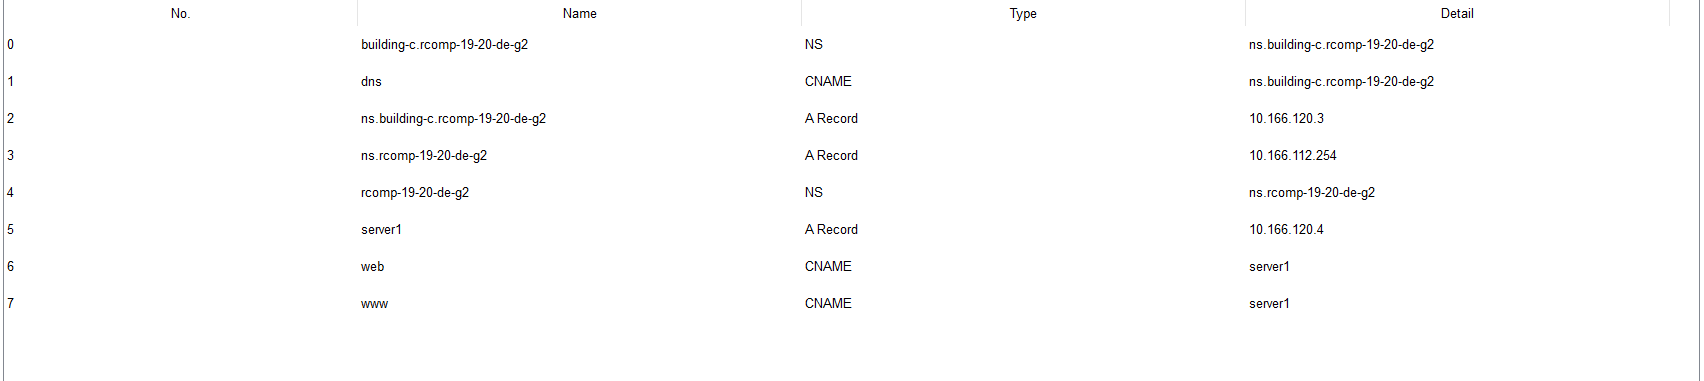 No. Name Type Detail
0 building-c.rcomp-19-20-de-g2 NS ns.building-c.rcomp-19-20-de-g2
1 dns CNAME ns.building-c.rcomp-19-20-de-g2
2 ns.building-c.rcomp-19-20-de-g2 A Record 10.166.120.3
3 ns.rcomp-19-20-de-g2 A Record 10.166.112.254
4 rcomp-19-20-de-g2 NS ns.rcomp-19-20-de-g2
5 server1 A Record 10.166.120.4
6 web CNAME server1
7 www CNAME server1